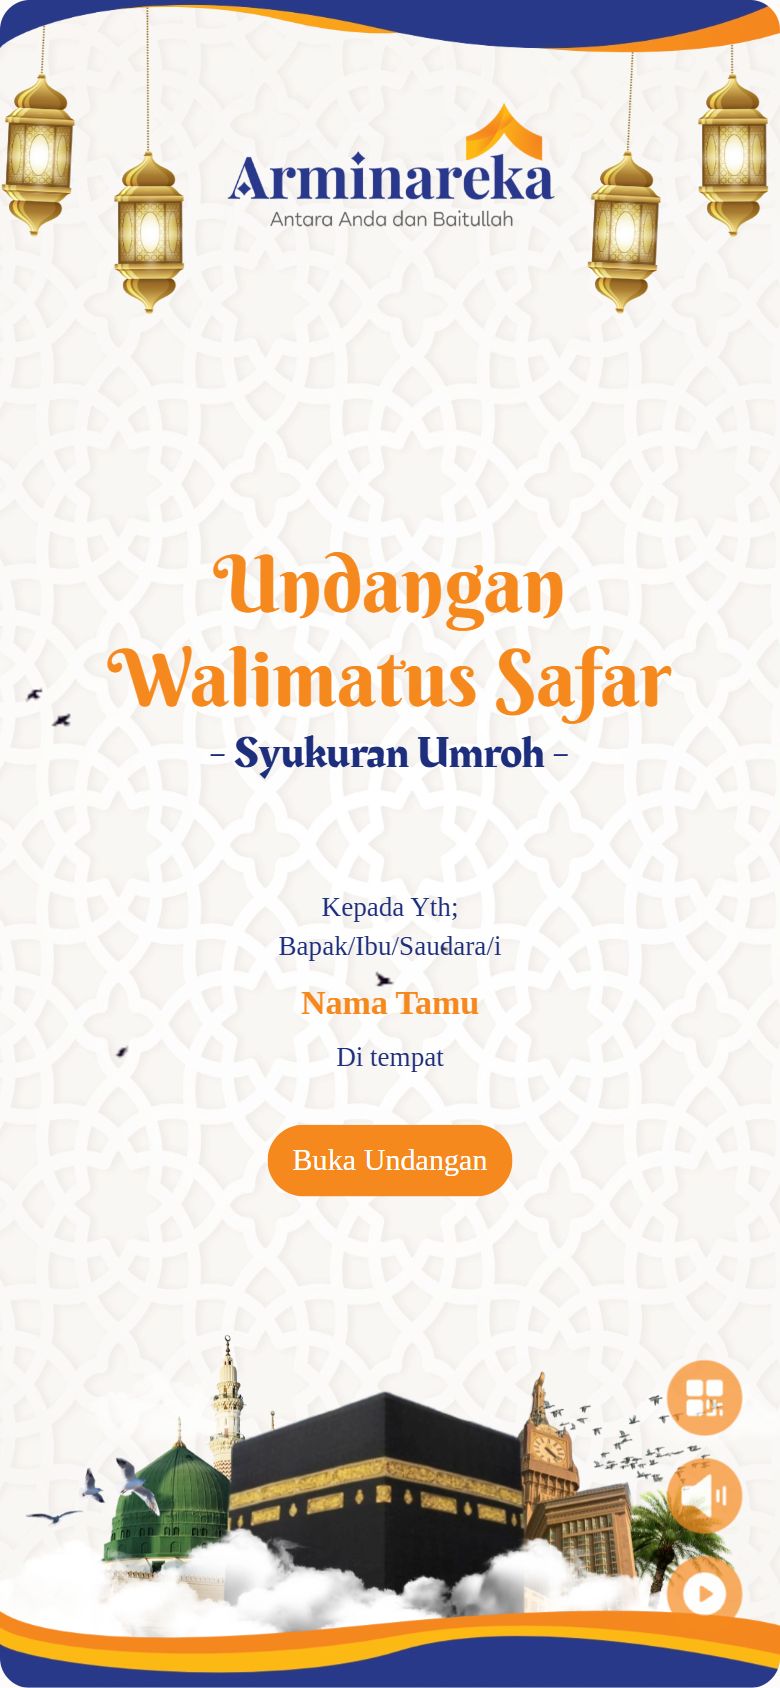 Arminareka
Antara Anda dan Baitullah
Undangan
Walimatus Safar
- Syukuran Umroh -
Kepada Yth;
Bapak/Ibu/Saudara/i
Nama Tamu
Di tempat
Buka Undangan